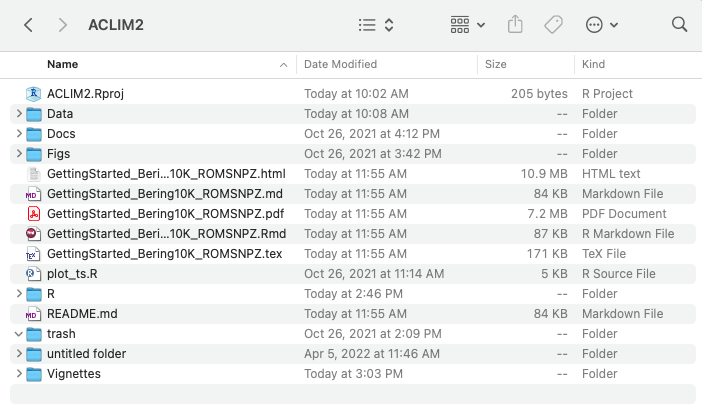 ACLIM2
Name Date Modified Size Kind
ACLIM2.Rproj Today at 10:02 AM 205 bytes R Project
Data Today at 10:08 AM -- Folder
Docs Oct 26, 2021 at 4:12 PM -- Folder
Figs Oct 26, 2021 at 3:42 PM -- Folder
GettingStarted_Bering...10K_ROMSNPZ.html Today at 11:55 AM 10.9 MB HTML text
MD GettingStarted_Bering10K_ROMSNPZ.md Today at 11:55 AM 84 KB Markdown File
GettingStarted_Bering10K_ROMSNPZ.pdf Today at 11:55 AM 7.2 MB PDF Document
GettingStarted_Bering...10K_ROMSNPZ.Rmd Today at 11:55 AM 87 KB R Markdown File
TEX GettingStarted_Bering10K_ROMSNPZ.tex Today at 11:55 AM 171 KB TeX File
plot_ts.R Oct 26, 2021 at 11:14 AM 5 KB R Source File
R Today at 2:46 PM -- Folder
MD README.md Today at 11:55 AM 84 KB Markdown File
trash Oct 26, 2021 at 2:09 PM -- Folder
untitled folder Apr 5, 2022 at 11:46 AM -- Folder
Vignettes Today at 3:03 PM -- Folder